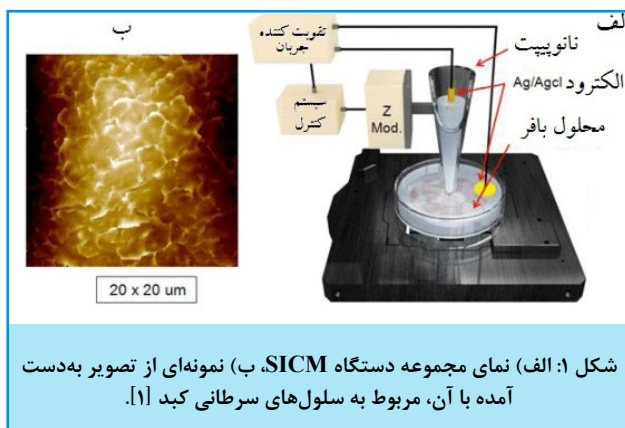 الف
ب
تقویت کننده
جریان
نانوپیپت
الکترود Ag/Agcl
سیستم
کنترل
Z
Mod.
محلول بافر
20 x 20 um
شکل ۱: الف) نمای مجموعه دستگاه SICM، ب) نمونه‌ای از تصویر به‌دست
آمده با آن، مربوط به سلول‌های سرطانی کبد [۱].